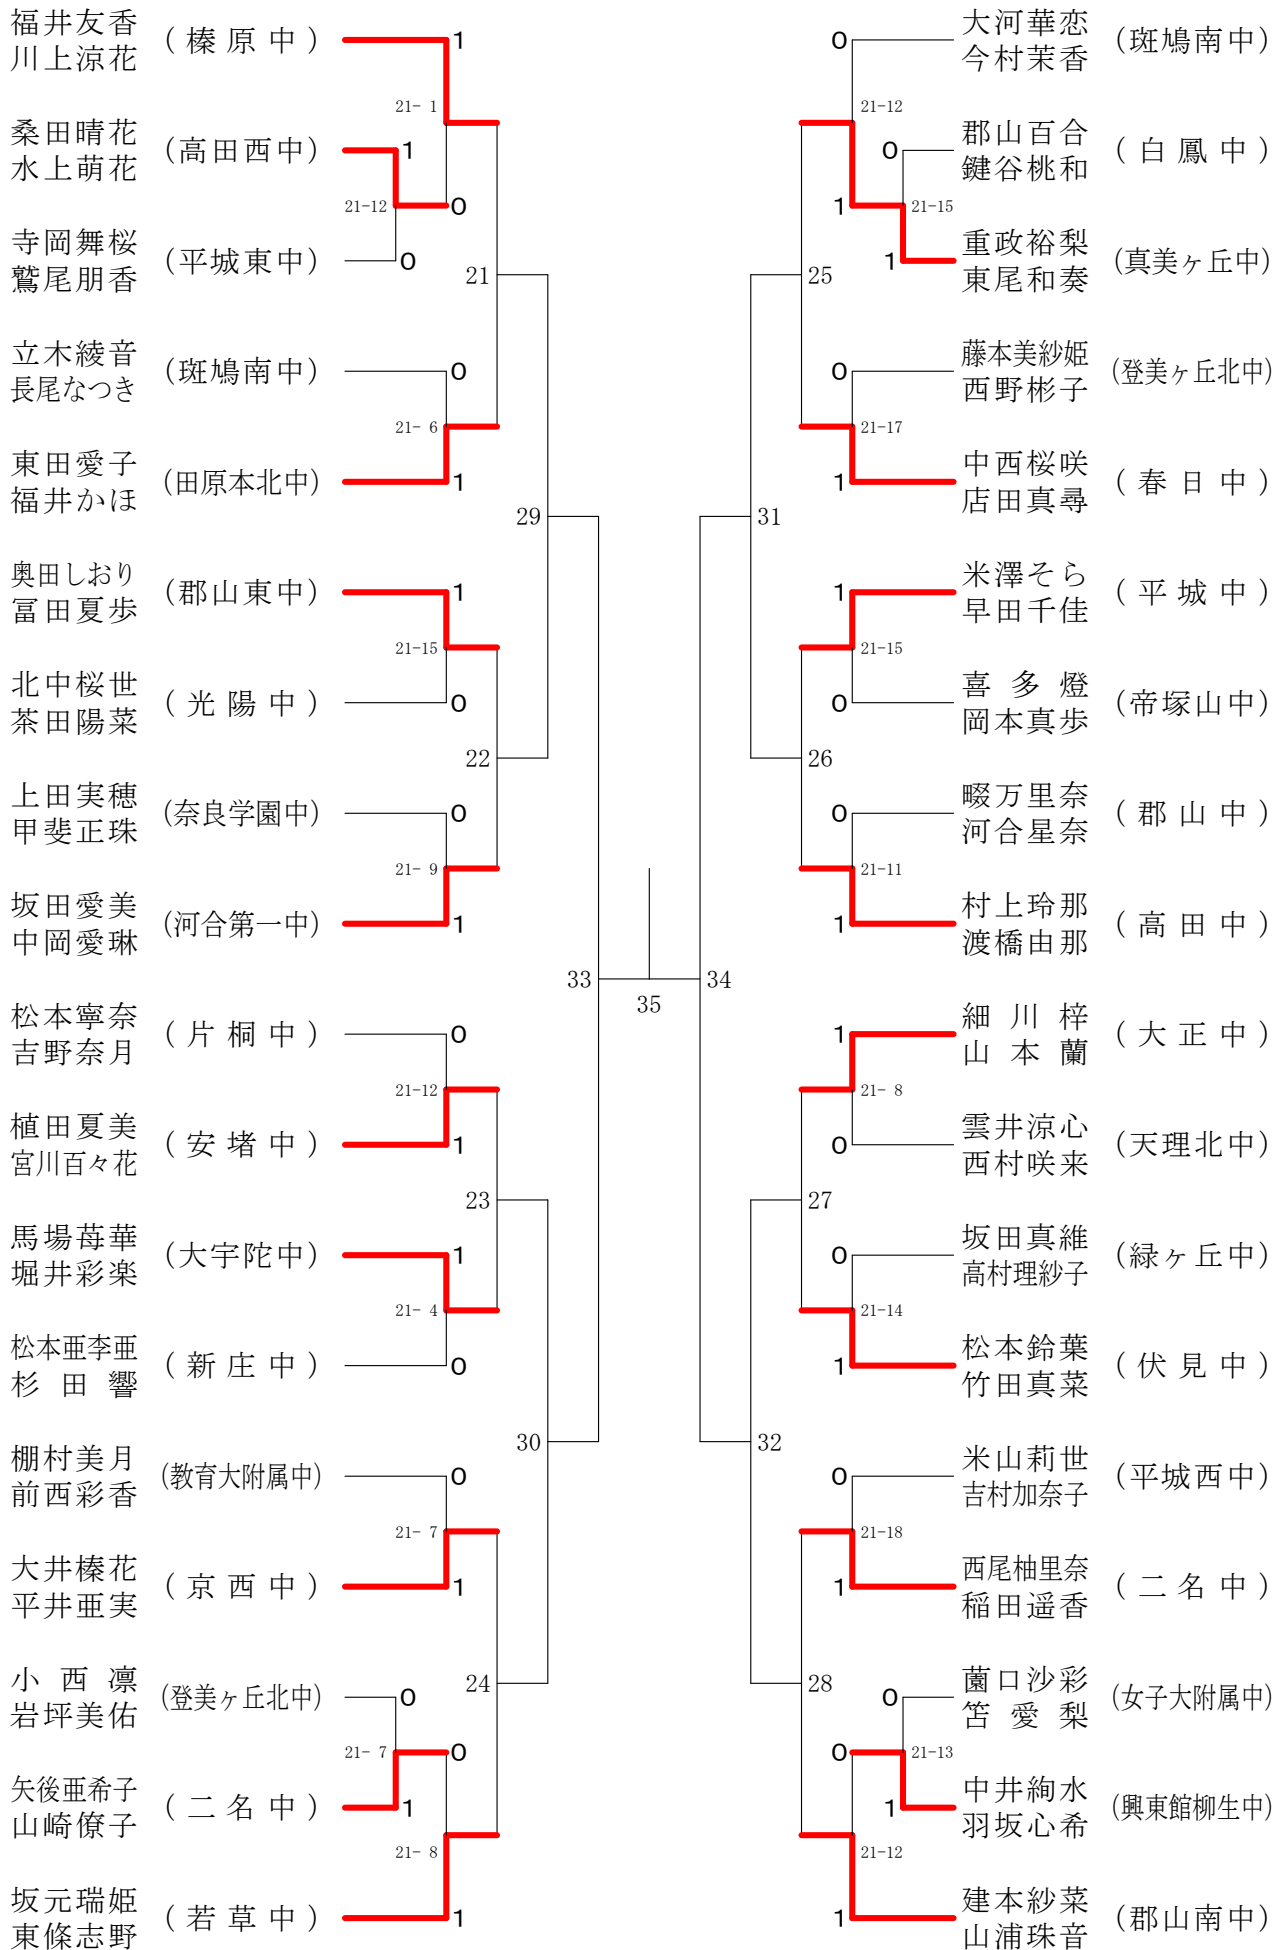 福井友香
川上涼花
(榛原中)
1
21- 1
桑田晴花
水上萌花
(高田西中)
1
21-12
0
寺岡舞桜
鷲尾朋香
(平城東中)
0
21
立木綾音
長尾なつき
(斑鳩南中)
0
21- 6
東田愛子
福井かほ
(田原本北中)
1
29
奥田しおり
冨田夏歩
(郡山東中)
1
21-15
北中桜世
茶田陽菜
(光陽中)
0
22
上田実穂
甲斐正珠
(奈良学園中)
0
21- 9
坂田愛美
中岡愛琳
(河合第一中)
1
33
松本寧奈
吉野奈月
(片桐中)
0
21-12
植田夏美
宮川百々花
(安堵中)
1
23
馬場苺華
堀井彩楽
(大宇陀中)
1
21- 4
松本亜李亜
杉田響
(新庄中)
0
30
棚村美月
前西彩香
(教育大附属中)
0
21- 7
大井榛花
平井亜実
(京西中)
1
24
小西凛
岩坪美佑
(登美ヶ丘北中)
0
21- 7
0
矢後亜希子
山崎僚子
(二名中)
1
21- 8
坂元瑞姫
東條志野
(若草中)
1
35
0
大河華恋
今村茉香
(斑鳩南中)
21-12
0
郡山百合
鍵谷桃和
(白鳳中)
1
21-15
1
重政裕梨
東尾和奏
(真美ヶ丘中)
25
0
藤本美紗姫
西野彬子
(登美ヶ丘北中)
21-17
1
中西桜咲
店田真尋
(春日中)
31
1
米澤そら
早田千佳
(平城中)
21-15
0
喜多燈
岡本真歩
(帝塚山中)
26
0
畷万里奈
河合星奈
(郡山中)
21-11
1
村上玲那
渡橋由那
(高田中)
34
1
細川梓
山本蘭
(大正中)
21- 8
0
雲井涼心
西村咲来
(天理北中)
27
0
坂田真維
高村理紗子
(緑ヶ丘中)
21-14
1
松本鈴葉
竹田真菜
(伏見中)
32
0
米山莉世
吉村加奈子
(平城西中)
21-18
1
西尾柚里奈
稲田遥香
(二名中)
28
0
薗口沙彩
笘愛梨
(女子大附属中)
0
21-13
1
中井絢水
羽坂心希
(興東館柳生中)
21-12
1
建本紗菜
山浦珠音
(郡山南中)